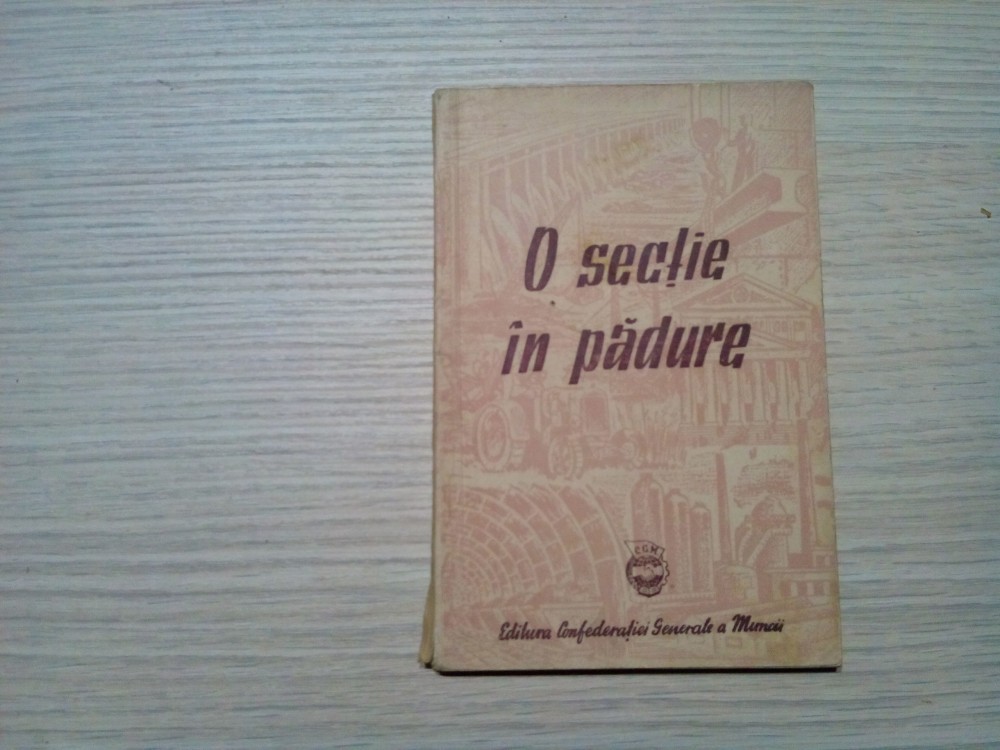 O secție
în pădure
C.G.M.
Editura Confederației Generale a Muncii